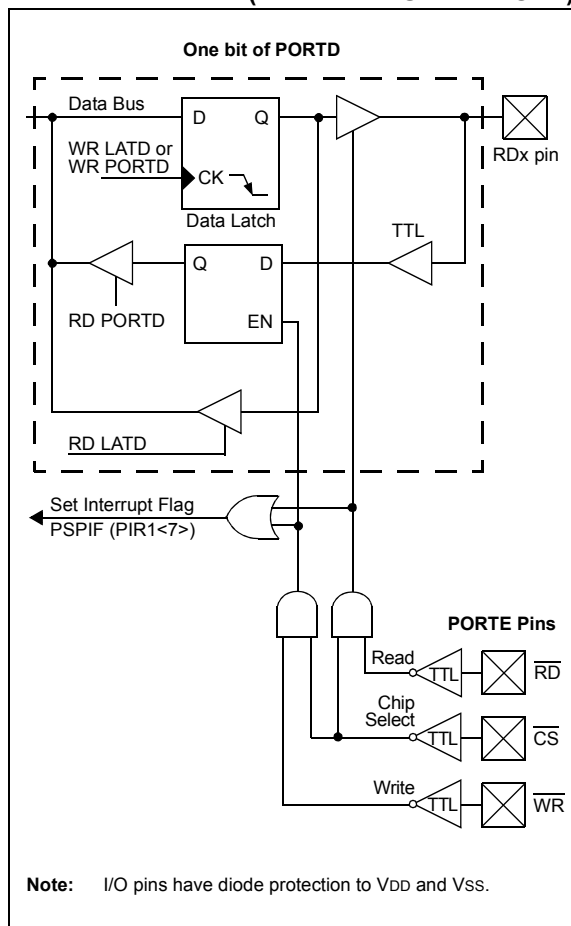 One bit of PORTD
Data Bus
D Q
WR LATD or
WR PORTD
CK
Data Latch
RDx pin
TTL
Q D
EN
RD PORTD
RD LATD
Set Interrupt Flag
PSPIF (PIR1<7>)
PORTE Pins
Read
TTL
RD
Chip
Select
TTL
CS
Write
TTL
WR
Note: I/O pins have diode protection to VDD and VSS.